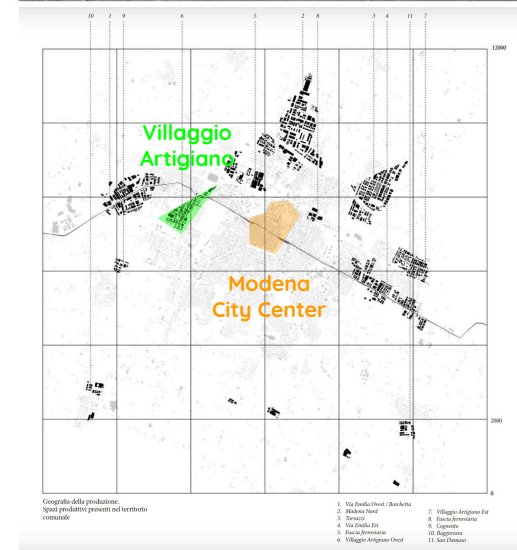 10 1 9 6 5 2 8 3 4 11 7
12000
Villaggio
Artigiano
Modena
City Center
2000
0
Geografia della produzione.
Spazi produttivi presenti nel territorio
comunale
1. Via Emilia Ovest / Barchetta
2. Modena Nord
3. Torrazzi
4. Via Emilia Est
5. Fascia ferroviaria
6. Villaggio Artigiano Ovest
7. Villaggio Artigiano Est
8. Fascia ferroviaria
9. Cognento
10. Baggiovara
11. San Damaso